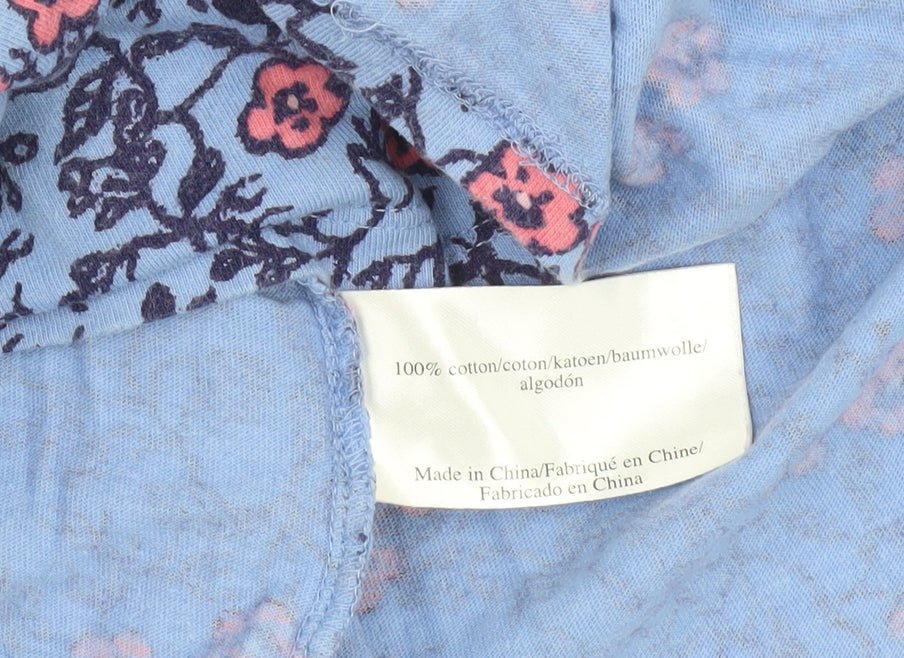 100% cotton/coton/katoen/baumwolle/
algodón
Made in China/Fabriqué en Chine/
Fabricado en China